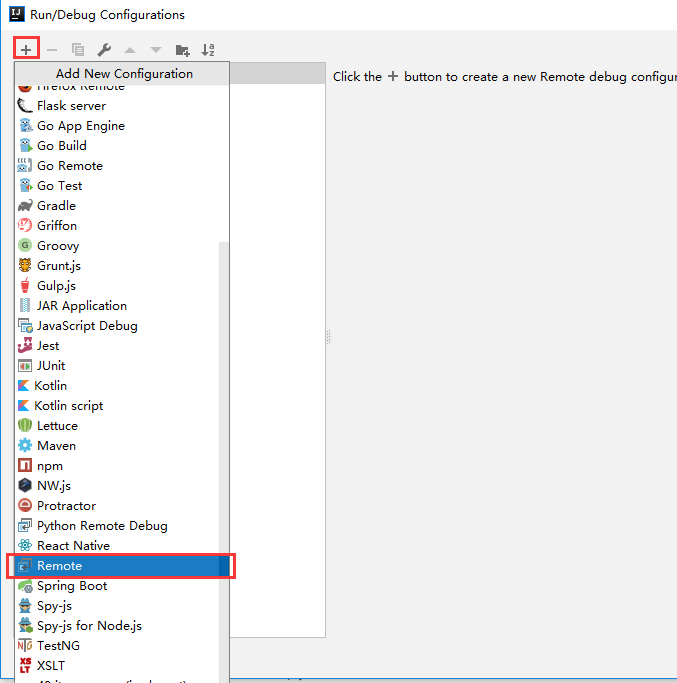 IJ
Run/Debug Configurations
Add New Configuration
Click the + button to create a new Remote debug configur
Firefox Remote
Flask server
Go App Engine
Go Build
Go Remote
Go Test
Gradle
Griffon
Groovy
Grunt.js
Gulp.js
JAR Application
JavaScript Debug
Jest
JUnit
Kotlin
Kotlin script
Lettuce
Maven
npm
NW.js
Protractor
Python Remote Debug
React Native
Remote
Spring Boot
Spy-js
Spy-js for Node.js
TestNG
XSLT